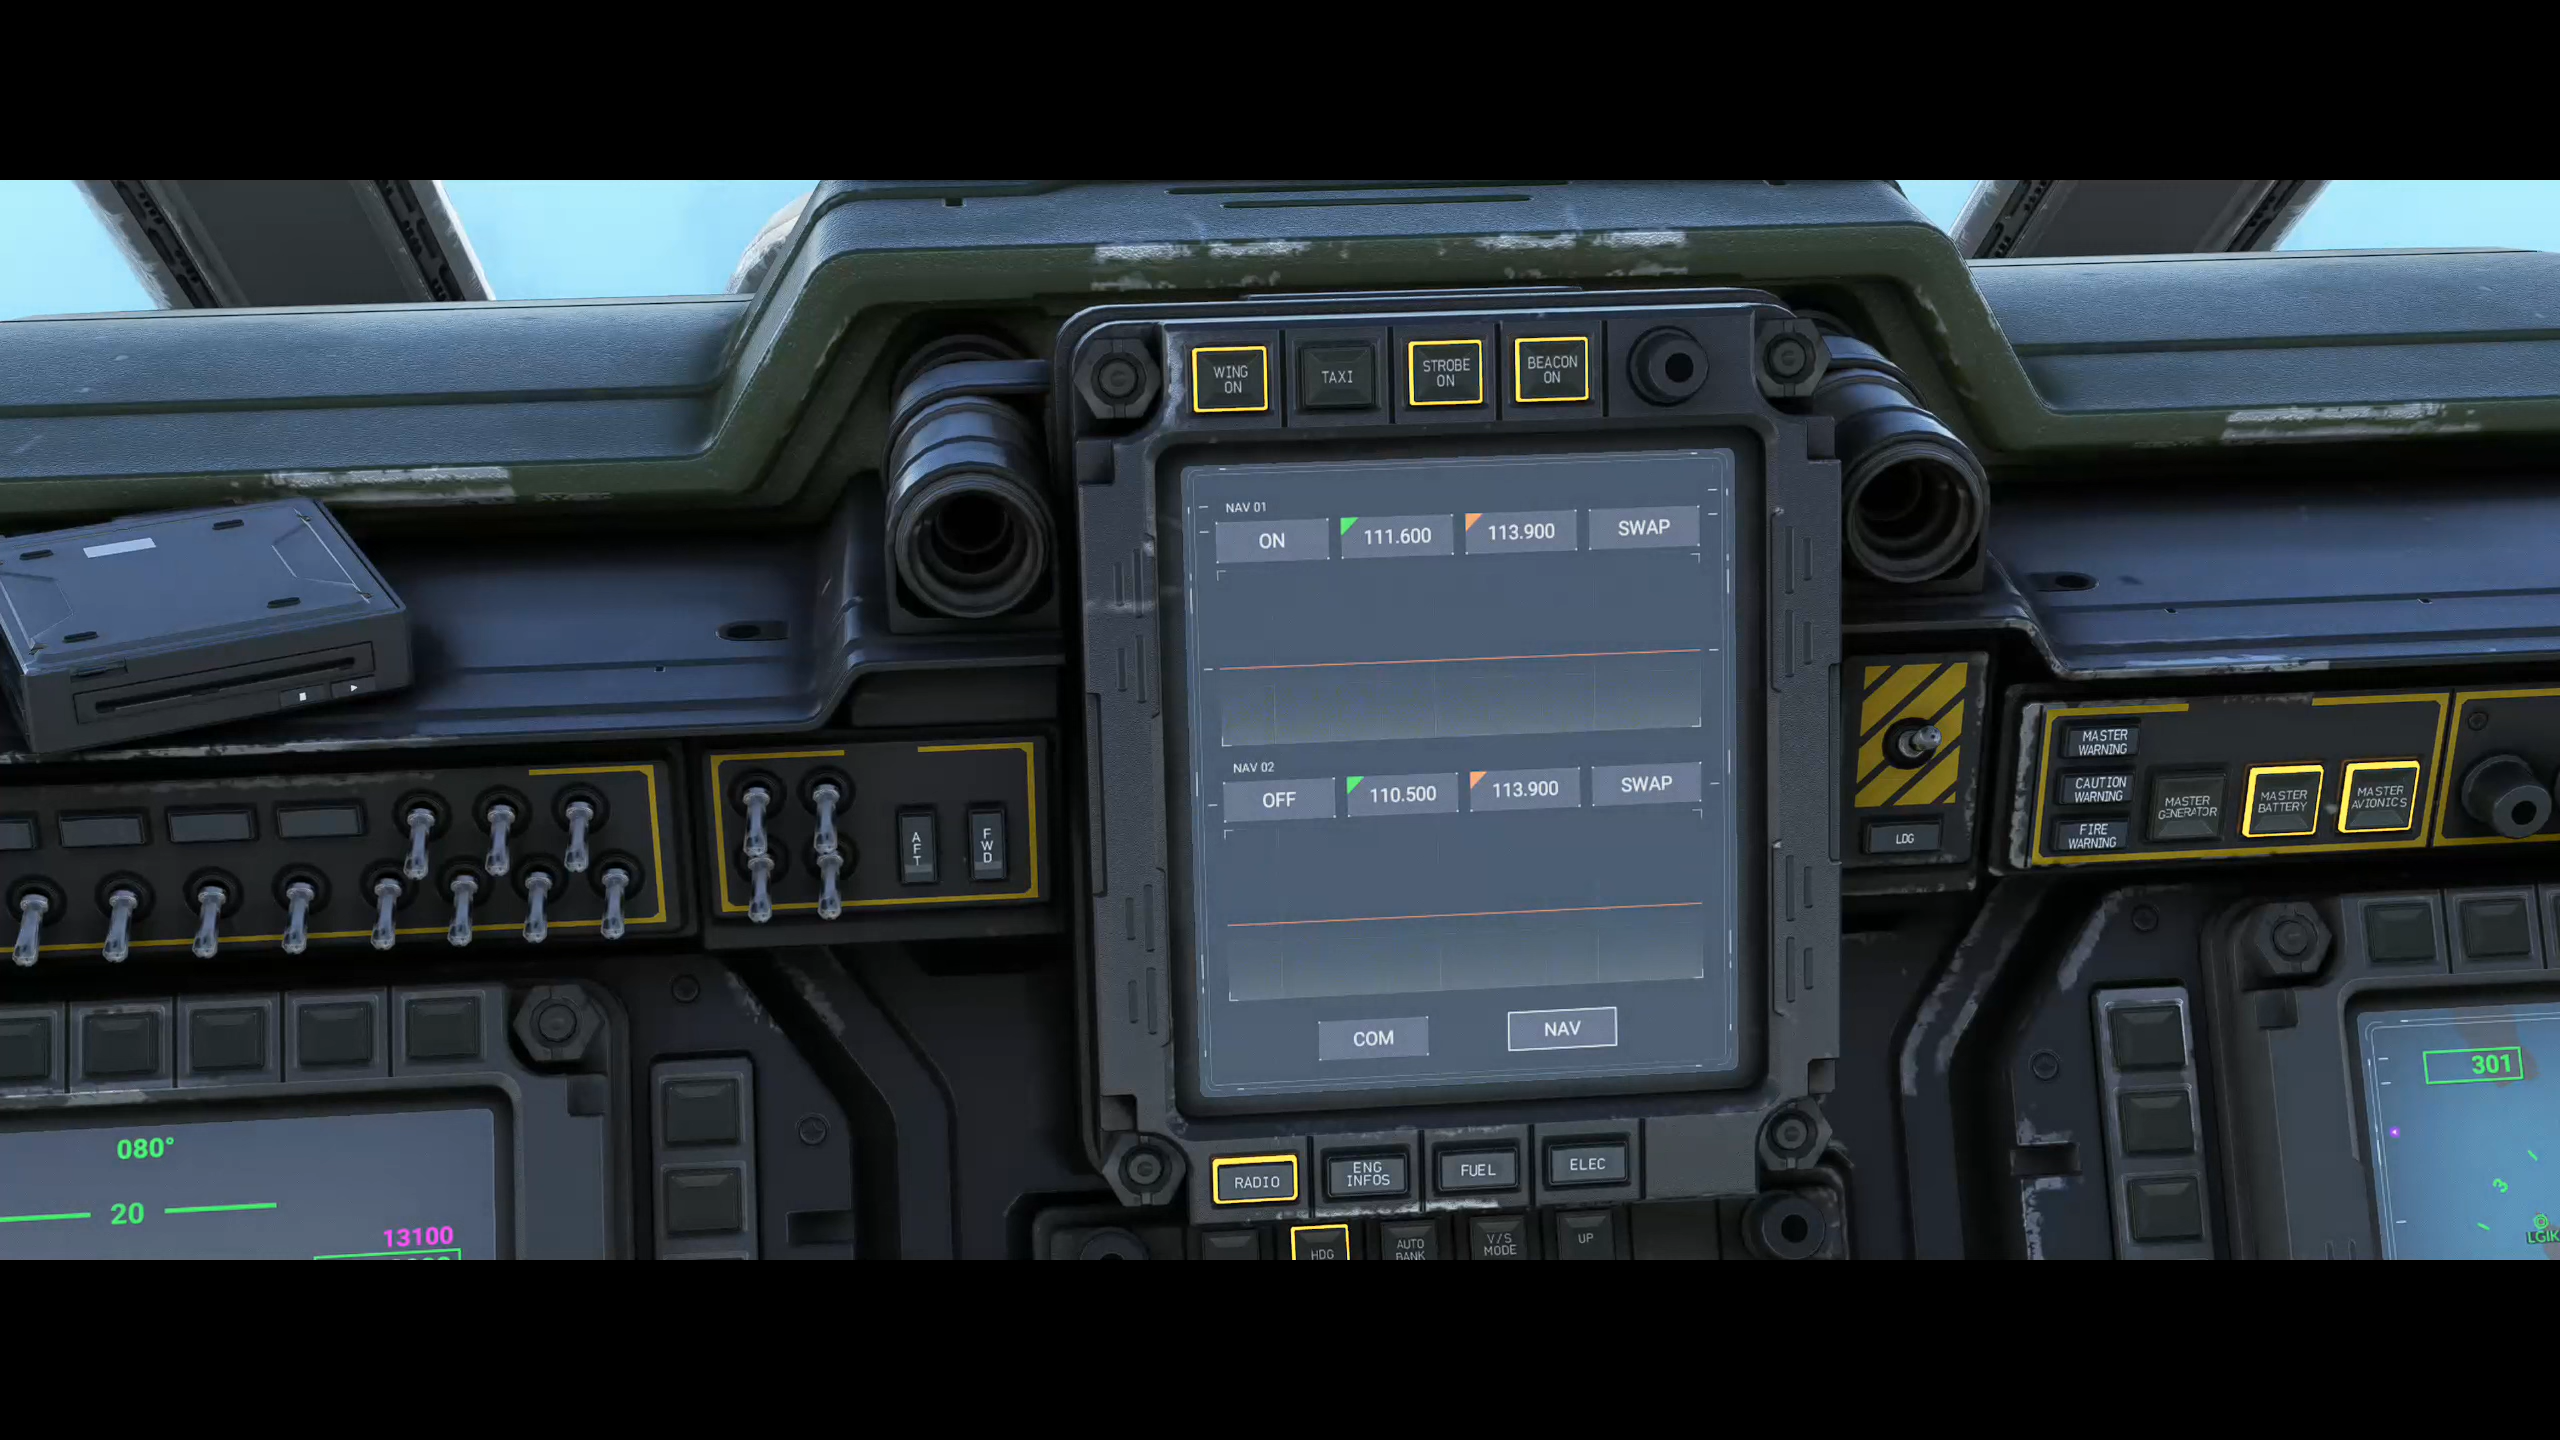 WING
ON
TAXI
STROBE
ON
BEACON
ON
NAV 01
ON
111.600
113.900
SWAP
NAV 02
OFF
110.500
113.900
SWAP
COM
NAV
RADIO
ENG
INFOS
FUEL
ELEC
HDG
AUTO
BANK
V/S
MODE
UP
AFT
FWD
LDG
MASTER
WARNING
CAUTION
WARNING
FIRE
WARNING
MASTER
GENERATOR
MASTER
BATTERY
MASTER
AVIONICS
080°
20
13100
301
3